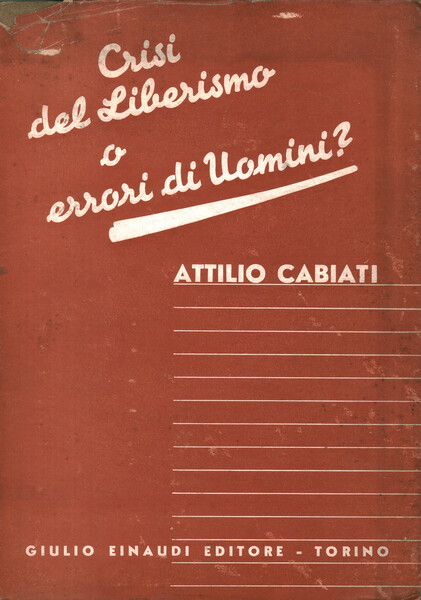 Crisi
del Liberismo
o
errori di Uomini?
ATTILIO CABIATI
GIULIO EINAUDI EDITORE - TORINO